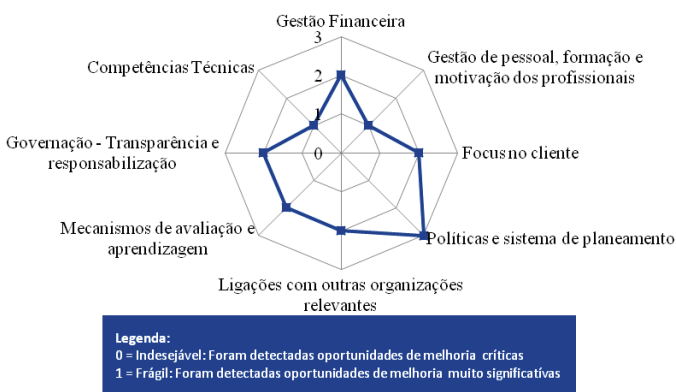 Gestão Financeira
3
2
1
0
Gestão de pessoal, formação e
motivação dos profissionais
Focus no cliente
Políticas e sistema de planeamento
Ligações com outras organizações
relevantes
Mecanismos de avaliação e
aprendizagem
Governação - Transparência e
responsabilização
Competências Técnicas
Legenda:
0 = Indesejável: Foram detectadas oportunidades de melhoria críticas
1 = Frágil: Foram detectadas oportunidades de melhoria muito significativas